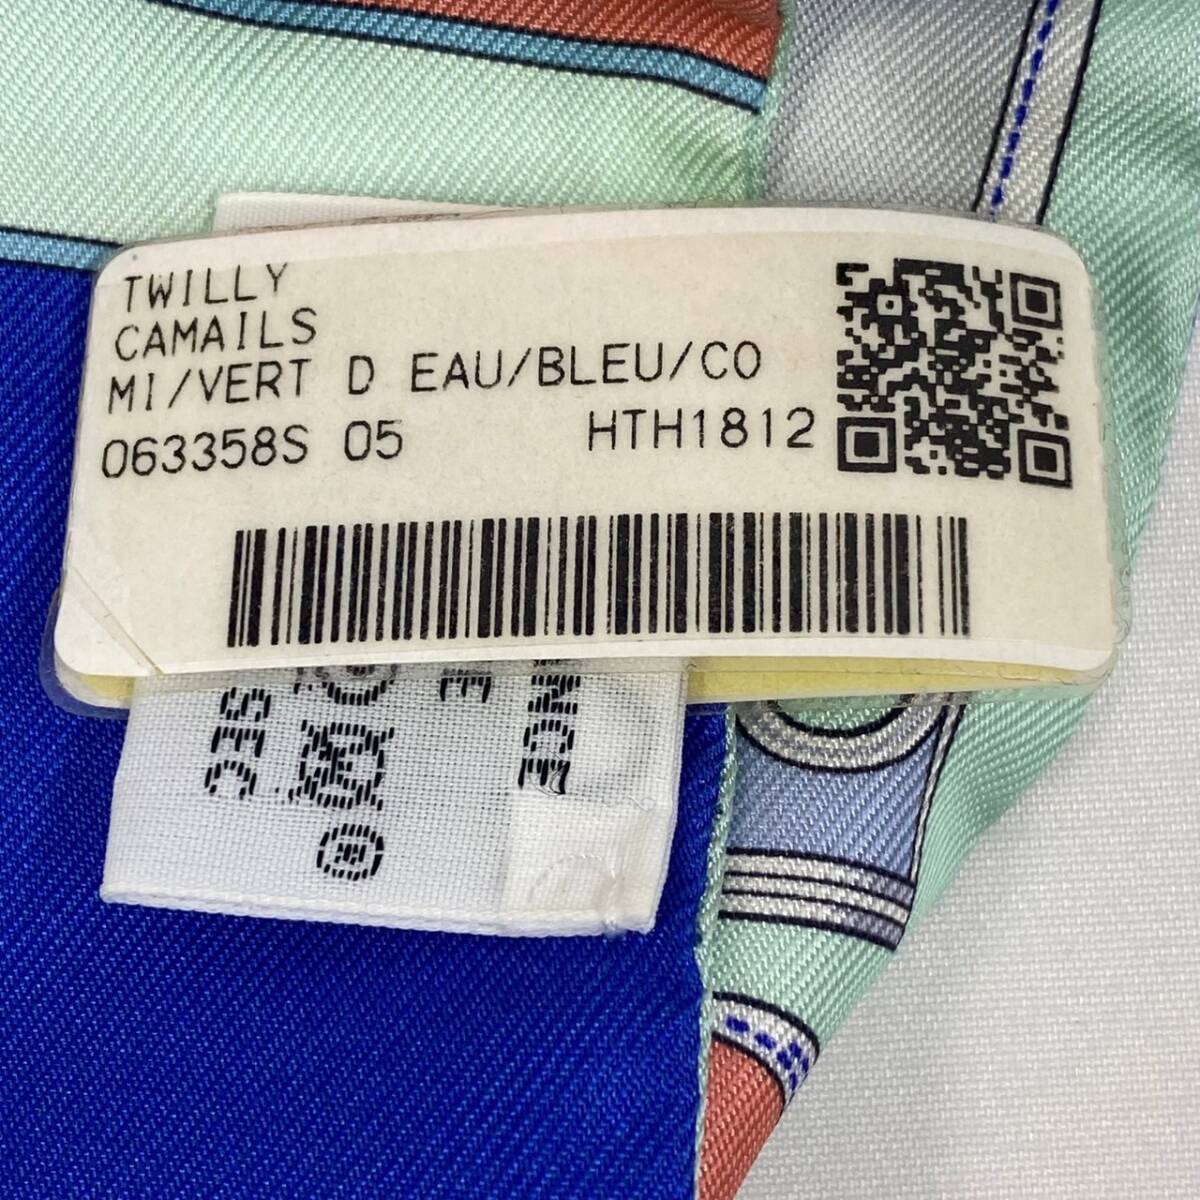 TWILLY
CAMAILS
MI/VERT D EAU/BLEU/CO
063358S 05 HTH1812